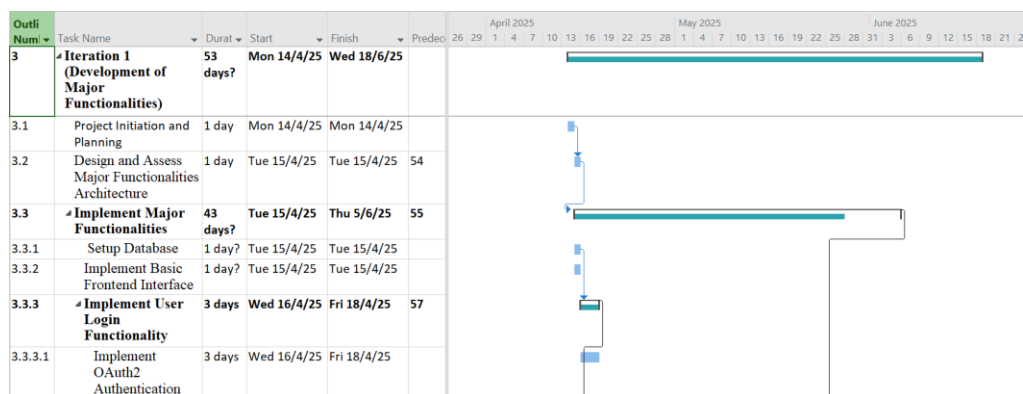 Outli
Num
Task Name
Durat
Start
Finish
Predec
April 2025
May 2025
June 2025
26 29 1 4 7 10 13 16 19 22 25 28 1 4 7 10 13 16 19 22 25 28 31 3 6 9 12 15 18 21 2
3
Iteration 1
(Development of
Major
Functionalities)
53
days?
Mon 14/4/25
Wed 18/6/25
3.1
Project Initiation and
Planning
1 day
Mon 14/4/25
Mon 14/4/25
3.2
Design and Assess
Major Functionalities
Architecture
1 day
Tue 15/4/25
Tue 15/4/25
54
3.3
Implement Major
Functionalities
43
days?
Tue 15/4/25
Thu 5/6/25
55
3.3.1
Setup Database
1 day?
Tue 15/4/25
Tue 15/4/25
3.3.2
Implement Basic
Frontend Interface
1 day?
Tue 15/4/25
Tue 15/4/25
3.3.3
Implement User
Login
Functionality
3 days
Wed 16/4/25
Fri 18/4/25
57
3.3.3.1
Implement
OAuth2
Authentication
3 days
Wed 16/4/25
Fri 18/4/25